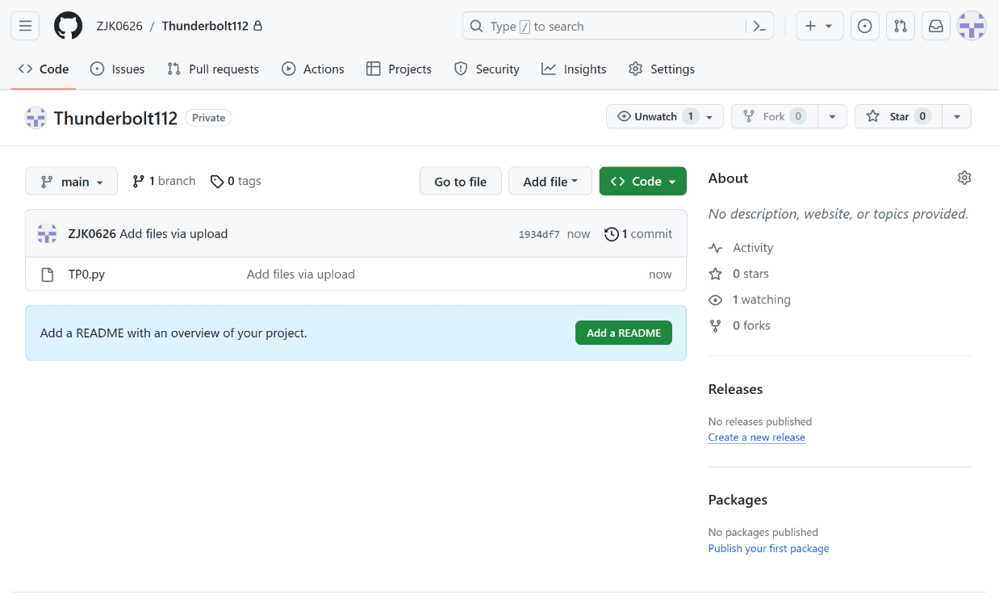 ZJK0626 / Thunderbolt112
Type / to search
Code Issues Pull requests Actions Projects Security Insights Settings
Thunderbolt112 Private
Unwatch 1 Fork 0 Star 0
main 1 branch 0 tags Go to file Add file Code
ZJK0626 Add files via upload 1934df7 now 1 commit
TP0.py Add files via upload now
Add a README with an overview of your project. Add a README
About
No description, website, or topics provided.
Activity
0 stars
1 watching
0 forks
Releases
No releases published
Create a new release
Packages
No packages published
Publish your first package